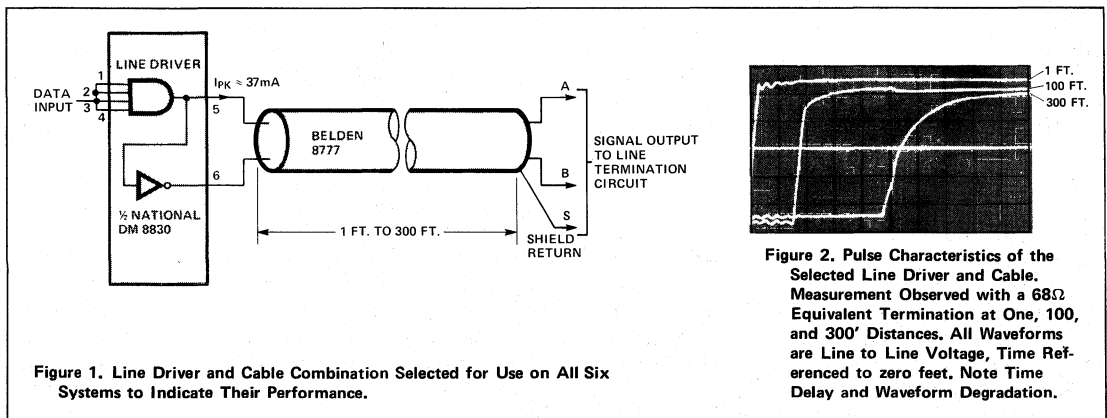 LINE DRIVER
DATA
INPUT
1
2
3
4
I_PK ≈ 37mA
5
6
½ NATIONAL
DM 8830
BELDEN
8777
1 FT. TO 300 FT.
A
B
S
SHIELD
RETURN
SIGNAL OUTPUT
TO LINE
TERMINATION
CIRCUIT
Figure 1. Line Driver and Cable Combination Selected for Use on All Six
Systems to Indicate Their Performance.
1 FT.
100 FT.
300 FT.
Figure 2. Pulse Characteristics of the
Selected Line Driver and Cable.
Measurement Observed with a 68Ω
Equivalent Termination at One, 100,
and 300' Distances. All Waveforms
are Line to Line Voltage, Time Ref-
erenced to zero feet. Note Time
Delay and Waveform Degradation.